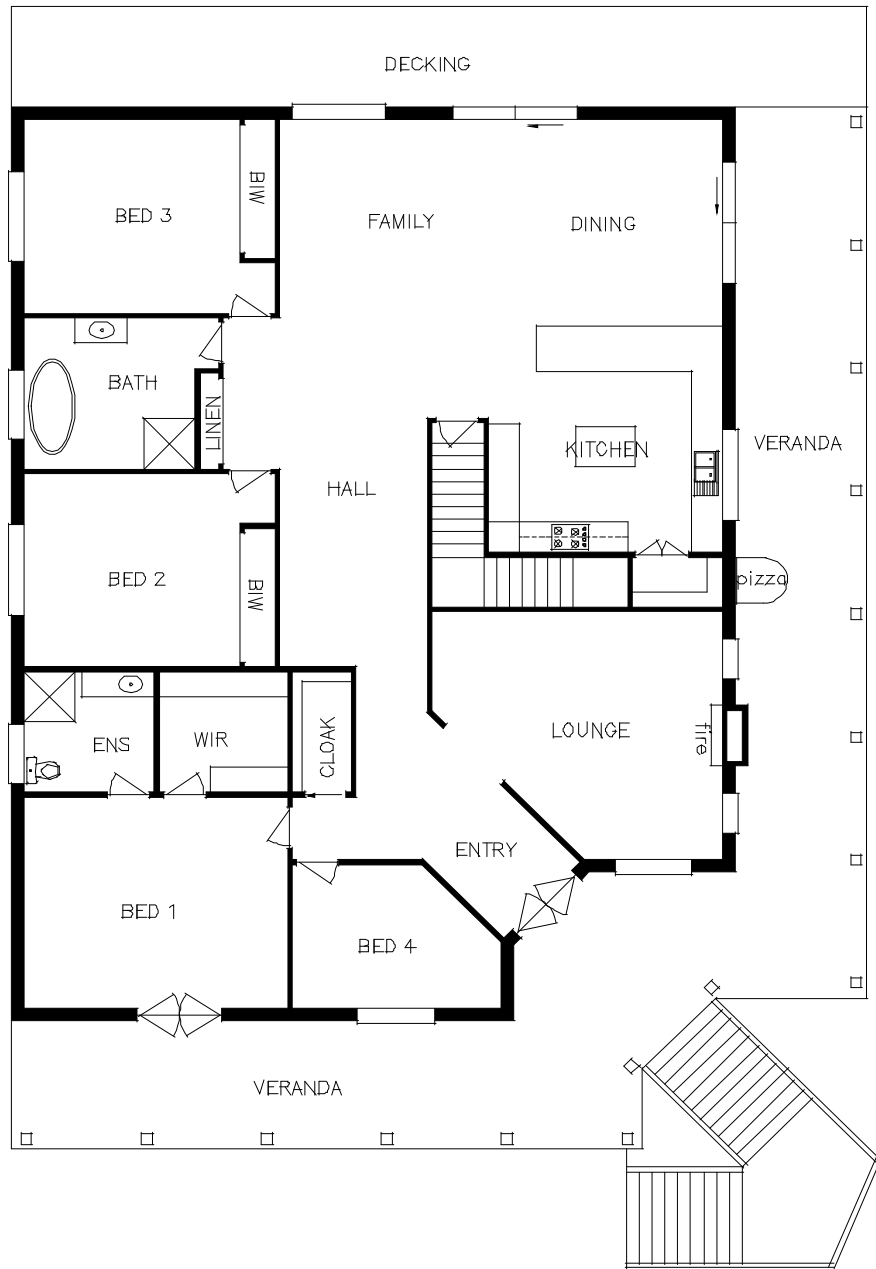 DECKING
BED 3
BIW
FAMILY
DINING
BATH
LINEN
KITCHEN
VERANDA
HALL
BED 2
BIW
pizza
ENS
WIR
CLOAK
LOUNGE
fire
ENTRY
BED 1
BED 4
VERANDA